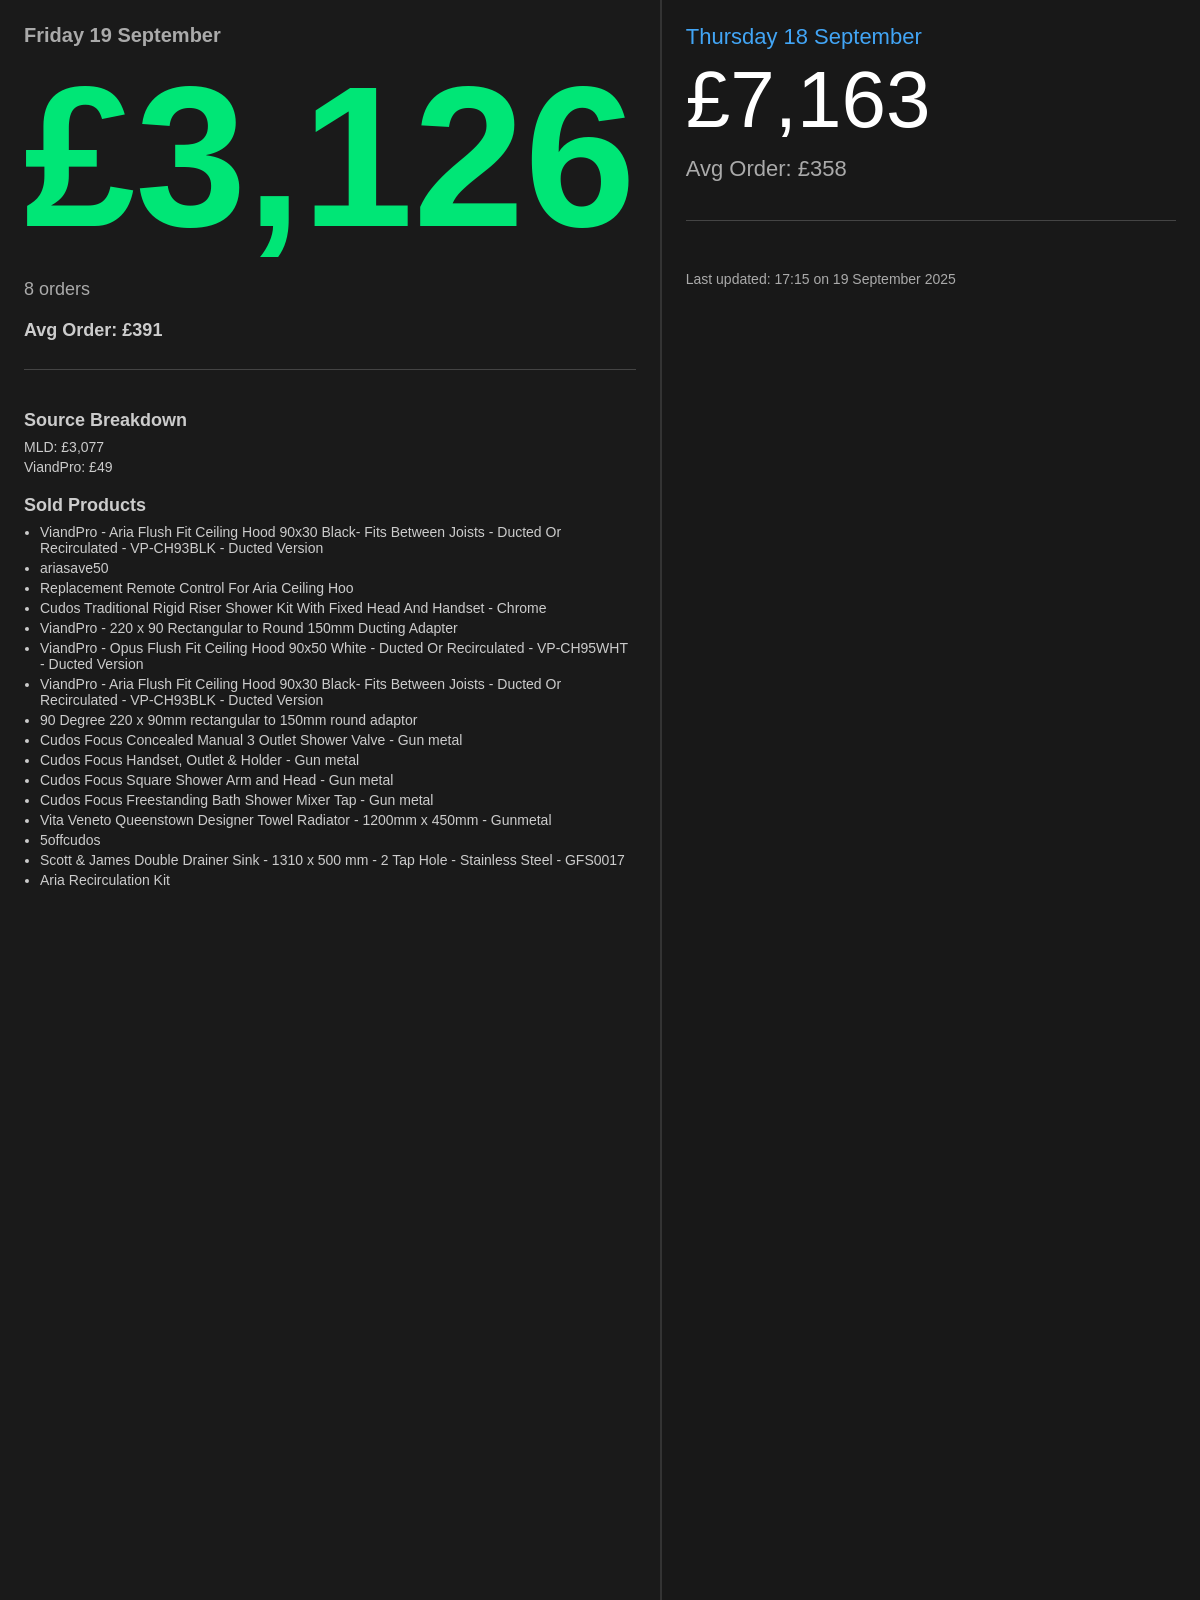 Friday 19 September
£3,126
8 orders
Avg Order: £391
Source Breakdown
MLD: £3,077
ViandPro: £49
Sold Products
• ViandPro - Aria Flush Fit Ceiling Hood 90x30 Black- Fits Between Joists - Ducted Or
Recirculated - VP-CH93BLK - Ducted Version
• ariasave50
• Replacement Remote Control For Aria Ceiling Hoo
• Cudos Traditional Rigid Riser Shower Kit With Fixed Head And Handset - Chrome
• ViandPro - 220 x 90 Rectangular to Round 150mm Ducting Adapter
• ViandPro - Opus Flush Fit Ceiling Hood 90x50 White - Ducted Or Recirculated - VP-CH95WHT
- Ducted Version
• ViandPro - Aria Flush Fit Ceiling Hood 90x30 Black- Fits Between Joists - Ducted Or
Recirculated - VP-CH93BLK - Ducted Version
• 90 Degree 220 x 90mm rectangular to 150mm round adaptor
• Cudos Focus Concealed Manual 3 Outlet Shower Valve - Gun metal
• Cudos Focus Handset, Outlet & Holder - Gun metal
• Cudos Focus Square Shower Arm and Head - Gun metal
• Cudos Focus Freestanding Bath Shower Mixer Tap - Gun metal
• Vita Veneto Queenstown Designer Towel Radiator - 1200mm x 450mm - Gunmetal
• 5offcudos
• Scott & James Double Drainer Sink - 1310 x 500 mm - 2 Tap Hole - Stainless Steel - GFS0017
• Aria Recirculation Kit
Thursday 18 September
£7,163
Avg Order: £358
Last updated: 17:15 on 19 September 2025